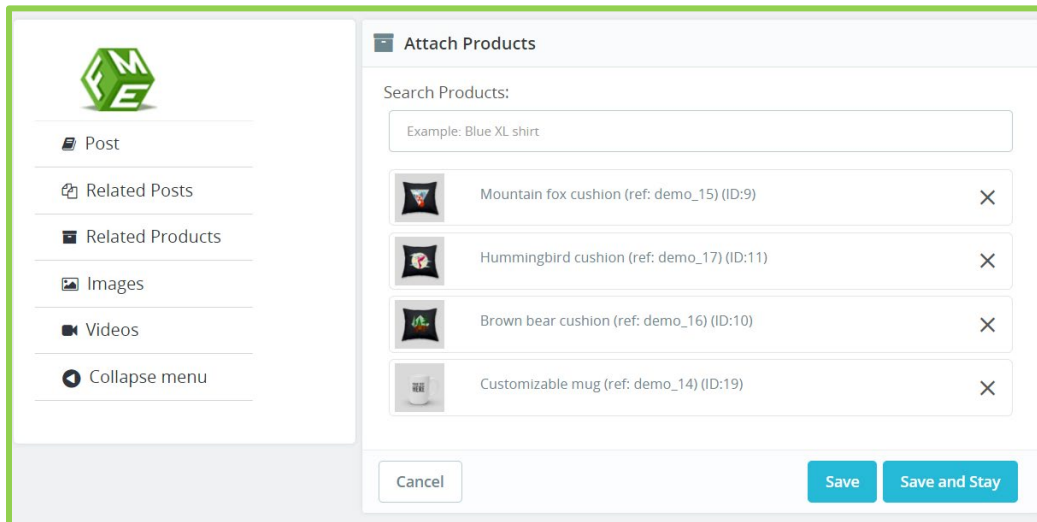 FME
Post
Related Posts
Related Products
Images
Videos
Collapse menu
Attach Products
Search Products:
Example: Blue XL shirt
Mountain fox cushion (ref: demo_15) (ID:9)
Hummingbird cushion (ref: demo_17) (ID:11)
Brown bear cushion (ref: demo_16) (ID:10)
Customizable mug (ref: demo_14) (ID:19)
Cancel
Save
Save and Stay